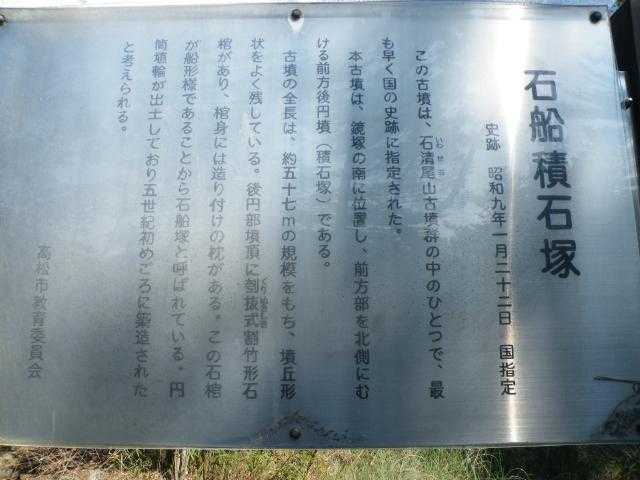 石船積石塚
史跡 昭和九年一月二十二日 国指定
この古墳は、石清尾山古墳群の中のひとつで、最
も早く国の史跡に指定された。
本古墳は、鏡塚の南に位置し、前方部を北側にむ
ける前方後円墳（積石塚）である。
古墳の全長は、約五十七mの規模をもち、墳丘形
状をよく残している。後円部墳頂に刳抜式割竹形石
棺があり、棺身には造り付けの枕がある。この石棺
が船形様であることから石船塚と呼ばれている。円
筒埴輪が出土しており五世紀初めごろに築造された
と考えられる。
高松市教育委員会